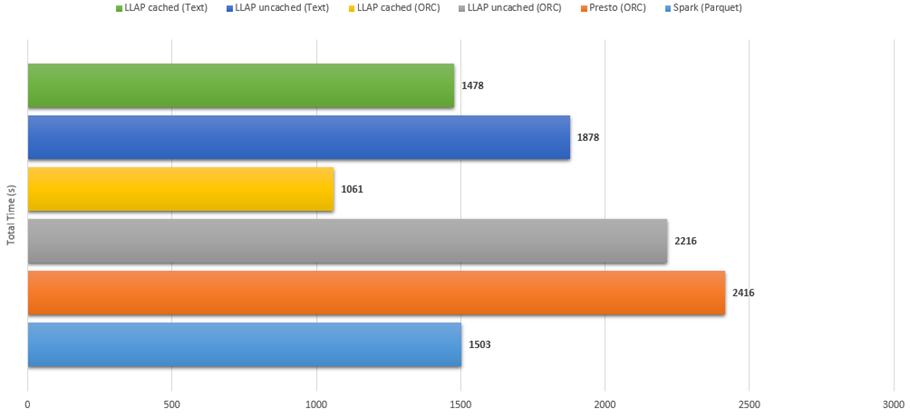 LLAP cached (Text) LLAP uncached (Text) LLAP cached (ORC) LLAP uncached (ORC) Presto (ORC) Spark (Parquet)
Total Time (s)
1478
1878
1061
2216
2416
1503
0 500 1000 1500 2000 2500 3000